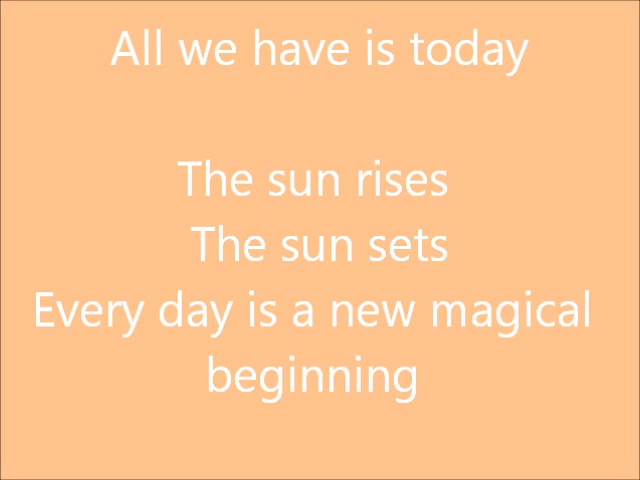 All we have is today
The sun rises
The sun sets
Every day is a new magical
beginning